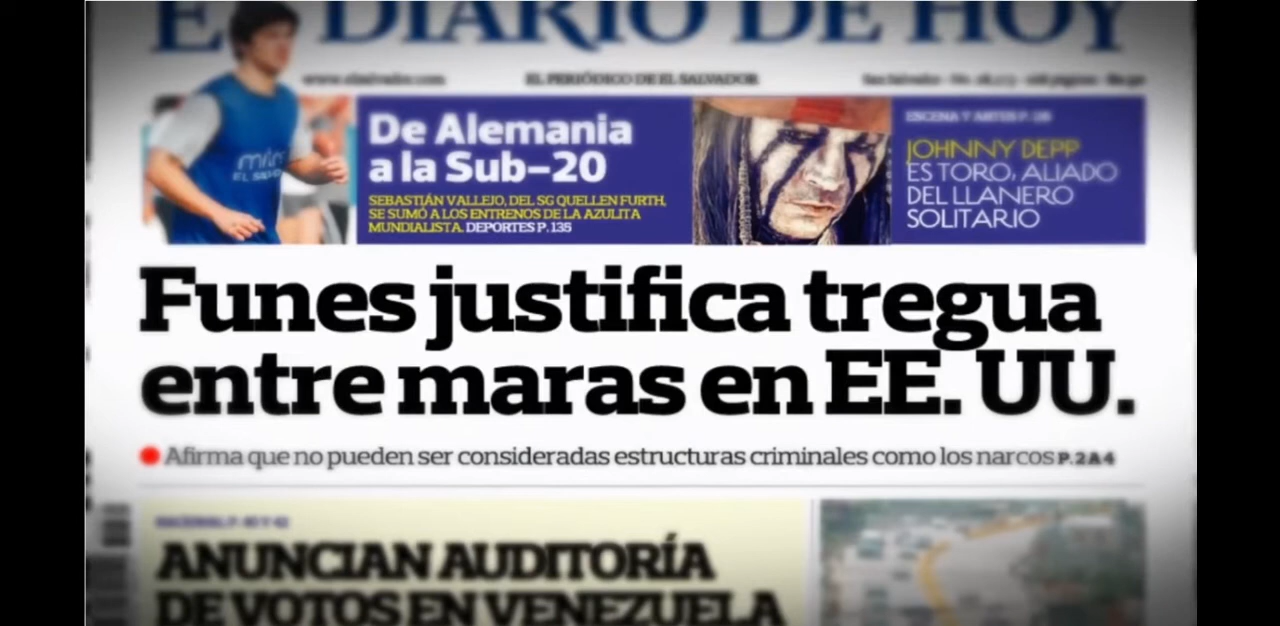 EL DIARIO DE HOY
www.elsalvador.com
EL PERIÓDICO DE EL SALVADOR
De Alemania
a la Sub-20
SEBASTIÁN VALLEJO, DEL SG QUELLEN FURTH,
SE SUMÓ A LOS ENTRENOS DE LA AZULITA
MUNDIALISTA. DEPORTES P. 135
JOHNNY DEPP
ES TORO, ALIADO
DEL LLANERO
SOLITARIO
Funes justifica tregua
entre maras en EE. UU.
Afirma que no pueden ser consideradas estructuras criminales como los narcos P. 2 A 4
ANUNCIAN AUDITORÍA
DE VOTOS EN VENEZUELA